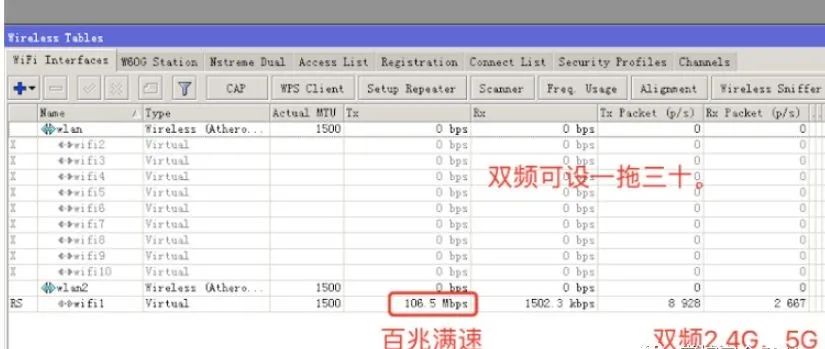 Wireless Tables
WiFi Interfaces W60G Station Nstreme Dual Access List Registration Connect List Security Profiles Channels
CAP WPS Client Setup Repeater Scanner Freq. Usage Alignment Wireless Sniffer
Name Type Actual MTU Tx Rx Tx Packet (p/s) Rx Packet (p/s)
wlan Wireless (Athero... 1500 0 bps 0 bps 0 0
X wifi2 Virtual 0 bps 0 bps 0 0
X wifi3 Virtual 0 bps 0 bps 0 0
X wifi4 Virtual 0 bps 0 bps 0 0
双频可设一拖三十。
X wifi5 Virtual 0 bps 0 bps 0 0
X wifi6 Virtual 0 bps 0 bps 0 0
X wifi7 Virtual 0 bps 0 bps 0 0
X wifi8 Virtual 0 bps 0 bps 0 0
X wifi9 Virtual 0 bps 0 bps 0 0
X wifi10 Virtual 0 bps 0 bps 0 0
wlan2 Wireless (Athero... 1500 0 bps 0 bps 0 0
RS wifi1 Virtual 1500 106.5 Mbps 1502.3 kbps 8 928 2 667
百兆满速 双频2.4G、5G